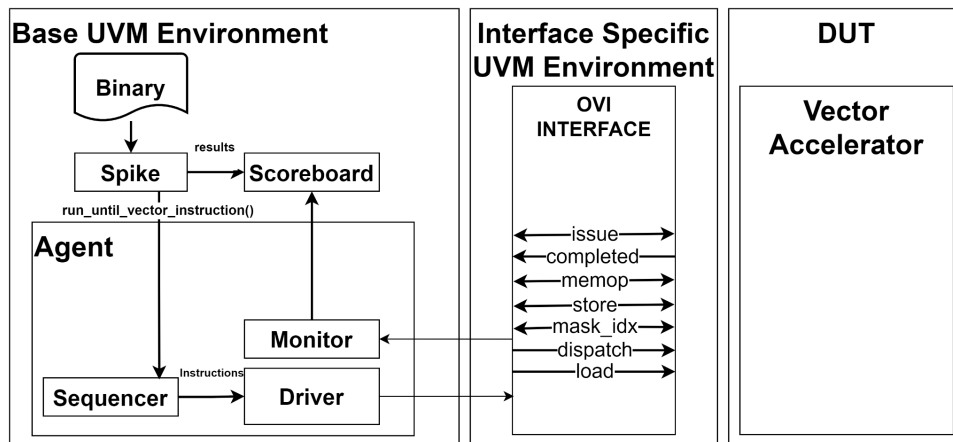 Base UVM Environment
Binary
Spike
results
Scoreboard
run_until_vector_instruction()
Agent
Monitor
Sequencer
Instructions
Driver
Interface Specific
UVM Environment
OVI
INTERFACE
issue
completed
memop
store
mask_idx
dispatch
load
DUT
Vector
Accelerator